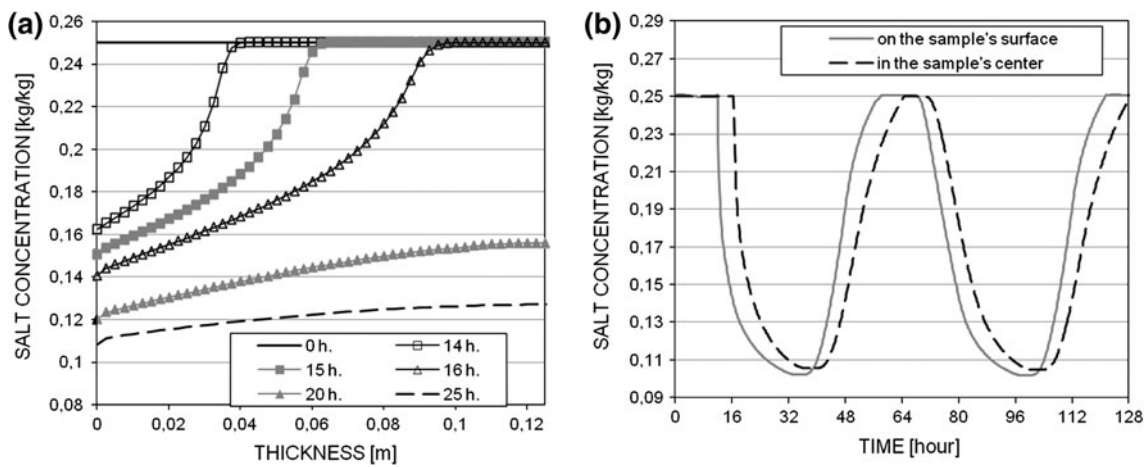 (a)
SALT CONCENTRATION [kg/kg]
0,26
0,24
0,22
0,2
0,18
0,16
0,14
0,12
0,1
0,08
0 0,02 0,04 0,06 0,08 0,1 0,12
THICKNESS [m]
0 h. 14 h.
15 h. 16 h.
20 h. 25 h.
(b)
SALT CONCENTRATION [kg/kg]
0,29
0,27
0,25
0,23
0,21
0,19
0,17
0,15
0,13
0,11
0,09
0 16 32 48 64 80 96 112 128
TIME [hour]
on the sample's surface
in the sample's center